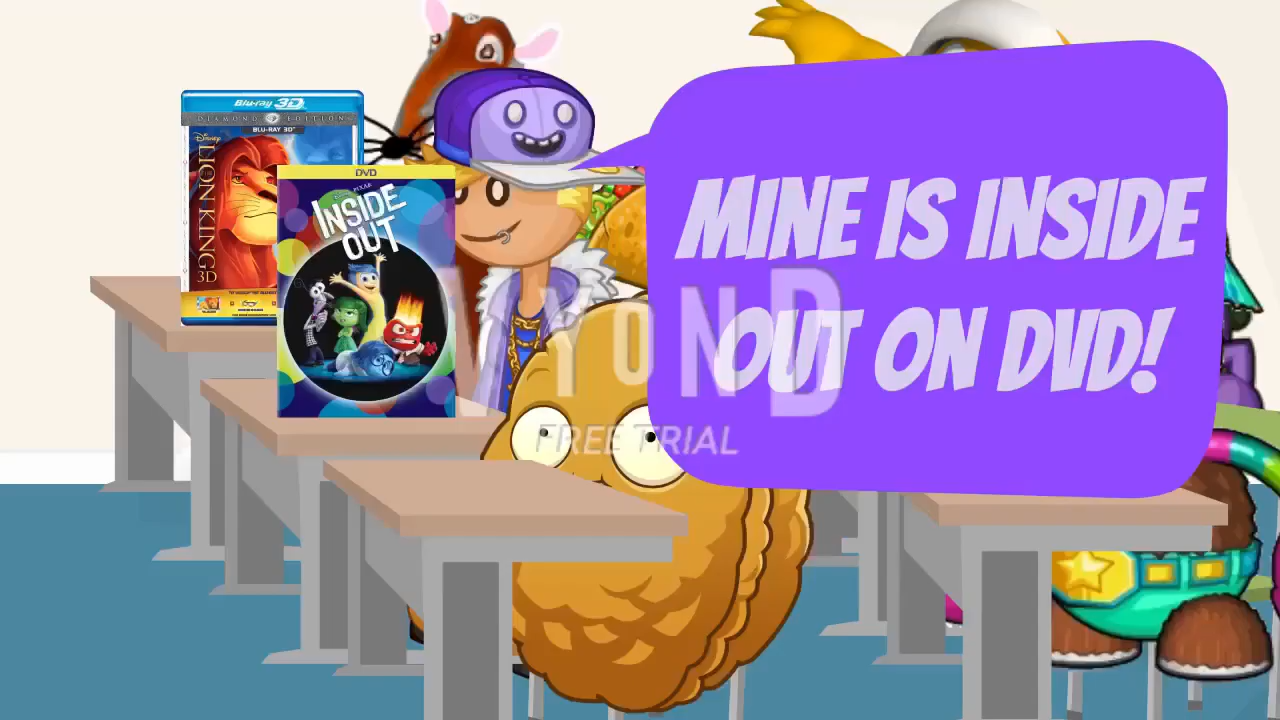 Blu-ray 3D
DIAMOND EDITION
BLU-RAY 3D
Disney
THE LION KING
3D
DVD
PIXAR
INSIDE
OUT
MINE IS INSIDE
OUT ON DVD!
VYOND
FREE TRIAL